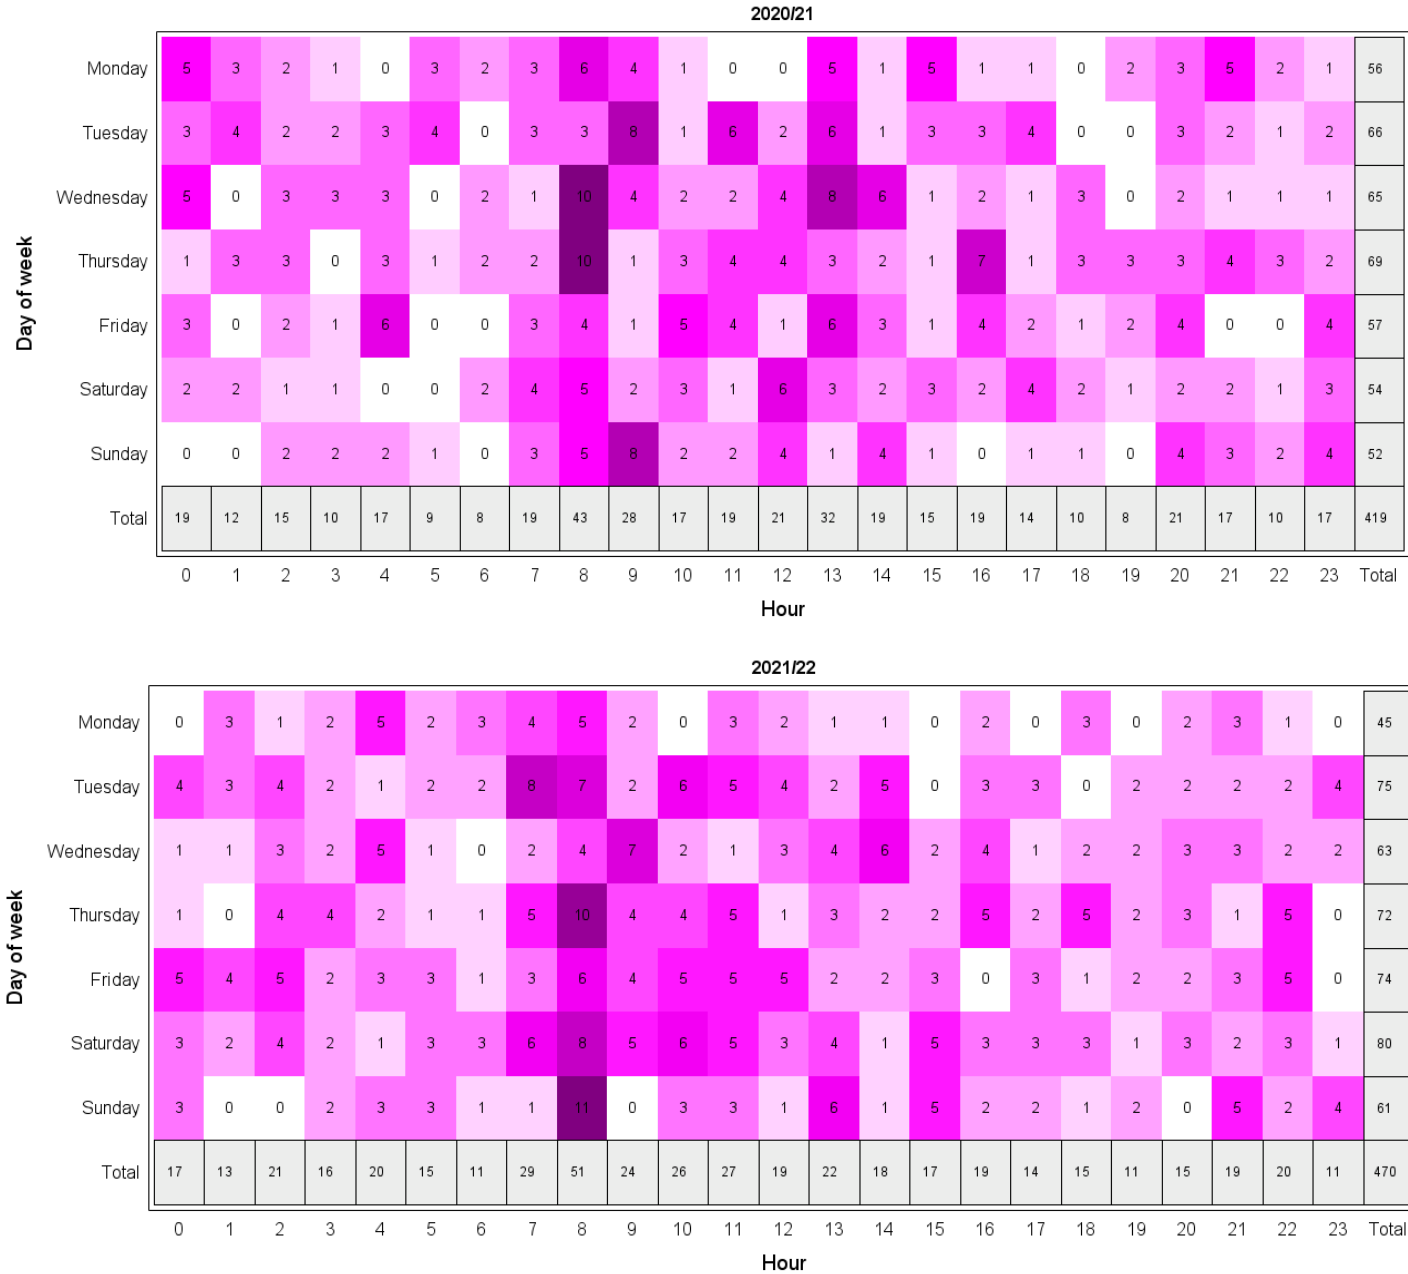 2020/21
Monday 5 3 2 1 0 3 2 3 6 4 1 0 0 5 1 5 1 1 0 2 3 5 2 1 56
Tuesday 3 4 2 2 3 4 0 3 3 8 1 6 2 6 1 3 3 4 0 0 3 2 1 2 66
Wednesday 5 0 3 3 3 0 2 1 10 4 2 2 4 8 6 1 2 1 3 0 2 1 1 1 65
Thursday 1 3 3 0 3 1 2 2 10 1 3 4 4 3 2 1 7 1 3 3 3 4 3 2 69
Friday 3 0 2 1 6 0 0 3 4 1 5 4 1 6 3 1 4 2 1 2 4 0 0 4 57
Saturday 2 2 1 1 0 0 2 4 5 2 3 1 6 3 2 3 2 4 2 1 2 2 1 3 54
Sunday 0 0 2 2 2 1 0 3 5 8 2 2 4 1 4 1 0 1 1 0 4 3 2 4 52
Total 19 12 15 10 17 9 8 19 43 28 17 19 21 32 19 15 19 14 10 8 21 17 10 17 419
0 1 2 3 4 5 6 7 8 9 10 11 12 13 14 15 16 17 18 19 20 21 22 23 Total
Hour
Day of week
2021/22
Monday 0 3 1 2 5 2 3 4 5 2 0 3 2 1 1 0 2 0 3 0 2 3 1 0 45
Tuesday 4 3 4 2 1 2 2 8 7 2 6 5 4 2 5 0 3 3 0 2 2 2 2 4 75
Wednesday 1 1 3 2 5 1 0 2 4 7 2 1 3 4 6 2 4 1 2 2 3 3 2 2 63
Thursday 1 0 4 4 2 1 1 5 10 4 4 5 1 3 2 2 5 2 5 2 3 1 5 0 72
Friday 5 4 5 2 3 3 1 3 6 4 5 5 5 2 2 3 0 3 1 2 2 3 5 0 74
Saturday 3 2 4 2 1 3 3 6 8 5 6 5 3 4 1 5 3 3 3 1 3 2 3 1 80
Sunday 3 0 0 2 3 3 1 1 11 0 3 3 1 6 1 5 2 2 1 2 0 5 2 4 61
Total 17 13 21 16 20 15 11 29 51 24 26 27 19 22 18 17 19 14 15 11 15 19 20 11 470
0 1 2 3 4 5 6 7 8 9 10 11 12 13 14 15 16 17 18 19 20 21 22 23 Total
Hour
Day of week